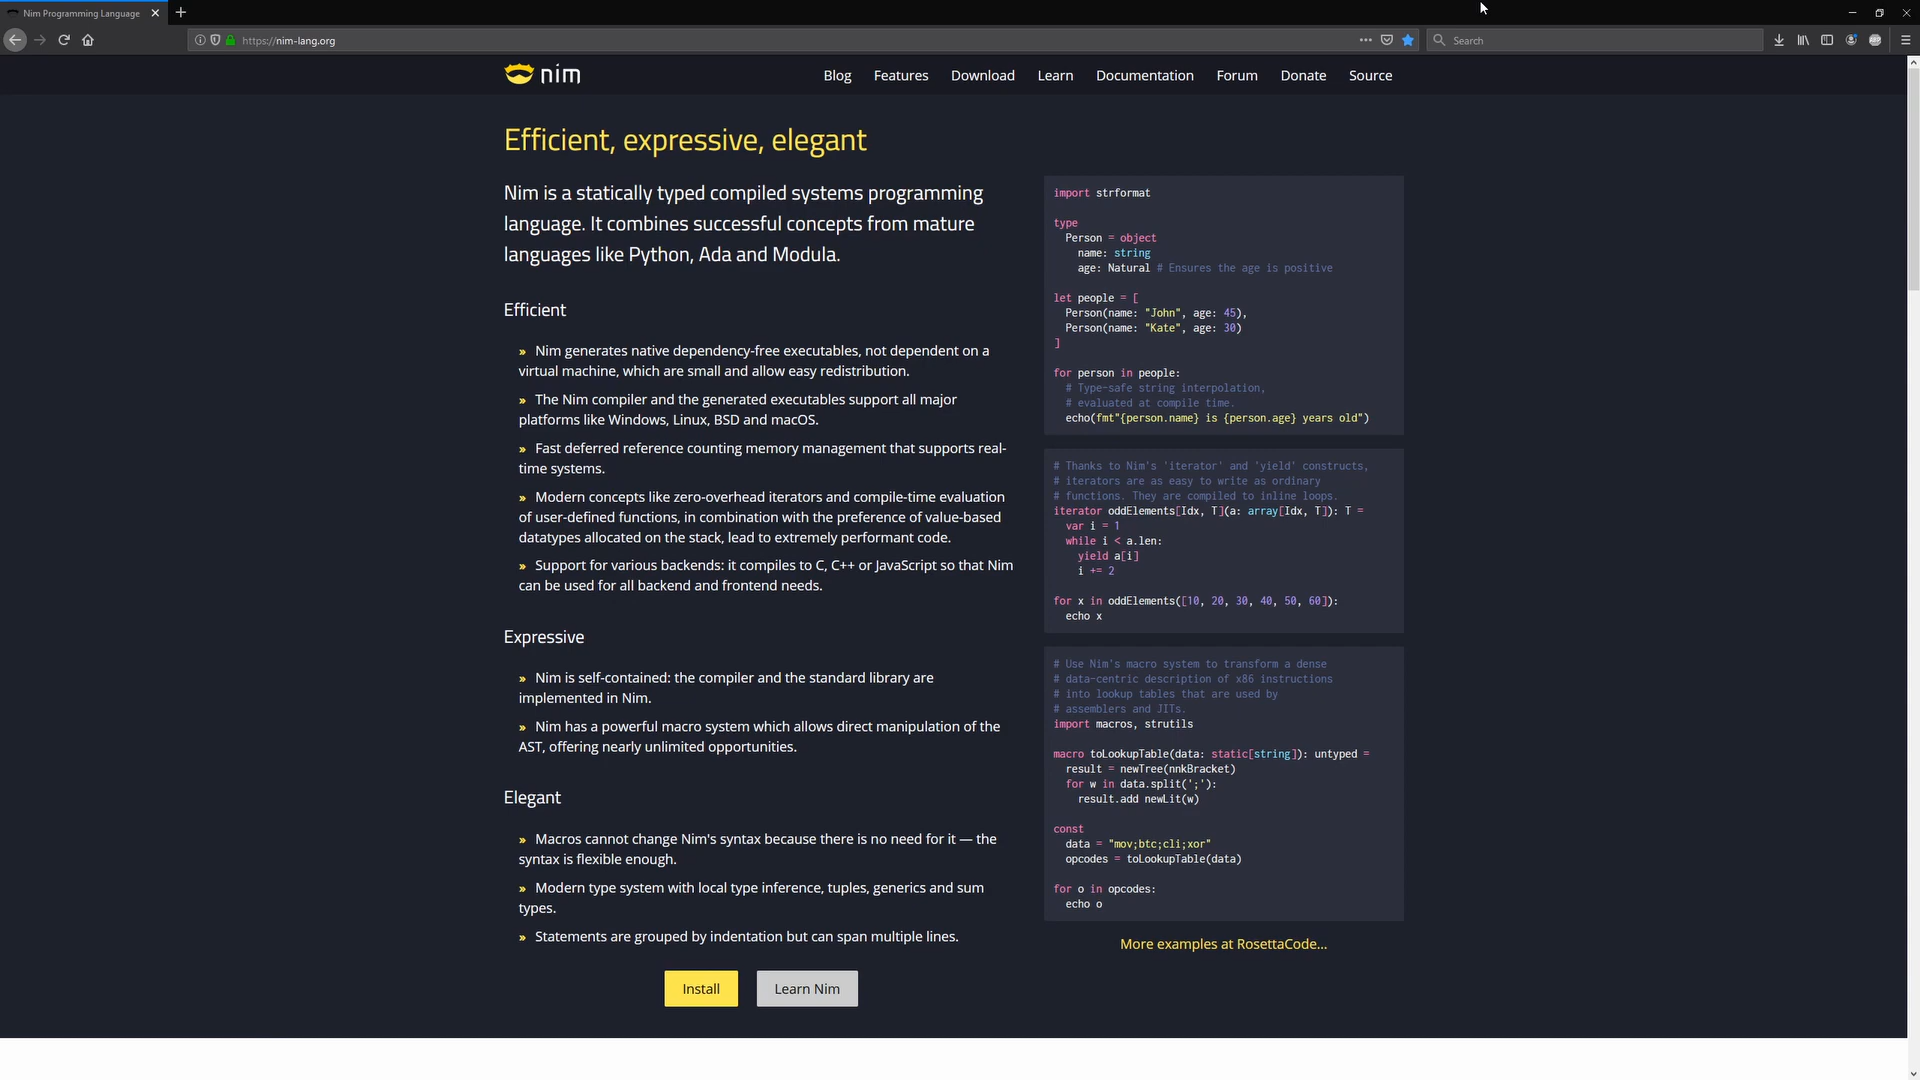 Nim Programming Language
https://nim-lang.org
Search
nim
Blog Features Download Learn Documentation Forum Donate Source
Efficient, expressive, elegant
Nim is a statically typed compiled systems programming
language. It combines successful concepts from mature
languages like Python, Ada and Modula.
Efficient
» Nim generates native dependency-free executables, not dependent on a
virtual machine, which are small and allow easy redistribution.
» The Nim compiler and the generated executables support all major
platforms like Windows, Linux, BSD and macOS.
» Fast deferred reference counting memory management that supports real-
time systems.
» Modern concepts like zero-overhead iterators and compile-time evaluation
of user-defined functions, in combination with the preference of value-based
datatypes allocated on the stack, lead to extremely performant code.
» Support for various backends: it compiles to C, C++ or JavaScript so that Nim
can be used for all backend and frontend needs.
Expressive
» Nim is self-contained: the compiler and the standard library are
implemented in Nim.
» Nim has a powerful macro system which allows direct manipulation of the
AST, offering nearly unlimited opportunities.
Elegant
» Macros cannot change Nim's syntax because there is no need for it — the
syntax is flexible enough.
» Modern type system with local type inference, tuples, generics and sum
types.
» Statements are grouped by indentation but can span multiple lines.
Install Learn Nim
import strformat
type
Person = object
name: string
age: Natural # Ensures the age is positive
let people = [
Person(name: "John", age: 45),
Person(name: "Kate", age: 30)
]
for person in people:
# Type-safe string interpolation,
# evaluated at compile time.
echo(fmt"{person.name} is {person.age} years old")
# Thanks to Nim's 'iterator' and 'yield' constructs,
# iterators are as easy to write as ordinary
# functions. They are compiled to inline loops.
iterator oddElements[Idx, T](a: array[Idx, T]): T =
var i = 1
while i < a.len:
yield a[i]
i += 2
for x in oddElements([10, 20, 30, 40, 50, 60]):
echo x
# Use Nim's macro system to transform a dense
# data-centric description of x86 instructions
# into lookup tables that are used by
# assemblers and JITs.
import macros, strutils
macro toLookupTable(data: static[string]): untyped =
result = newTree(nnkBracket)
for w in data.split(';'):
result.add newLit(w)
const
data = "mov;btc;cli;xor"
opcodes = toLookupTable(data)
for o in opcodes:
echo o
More examples at RosettaCode...